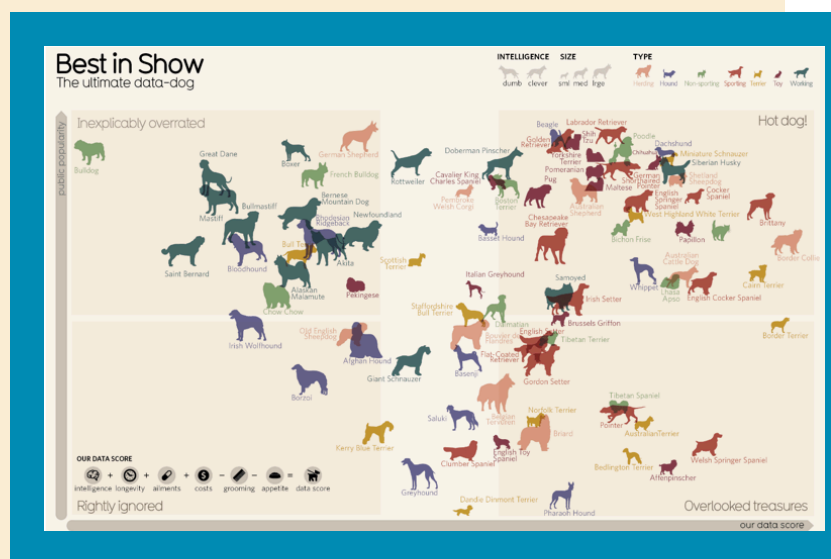 Best in Show
The ultimate data-dog
INTELLIGENCE
dumb clever
SIZE
sml med lrge
TYPE
Herding Hound Non-sporting Sporting Terrier Toy Working
public popularity
Inexplicably overrated
Hot dog!
Bulldog
Great Dane
Boxer
German Shepherd
French Bulldog
Mastiff
Bullmastiff
Bernese
Mountain Dog
Rhodesian
Ridgeback
Newfoundland
Saint Bernard
Bloodhound
Bull
Akita
Alaskan
Malamute
Pekingese
Chow Chow
Rottweiler
Doberman Pinscher
Cavalier King
Charles Spaniel
Pembroke
Welsh Corgi
Boston
Terrier
Basset Hound
Scottish
Terrier
Italian Greyhound
Staffordshire
Bull Terrier
Dalmatian
Beagle
Golden
Retriever
Labrador Retriever
Shih
Tzu
Poodle
Yorkshire
Terrier
Chihuahua
Dachshund
Miniature Schnauzer
Siberian Husky
Pomeranian
Pug
Maltese
German
Shorthaired
Pointer
Shetland
Sheepdog
Australian
Shepherd
English
Springer
Spaniel
Cocker
Spaniel
West Highland White Terrier
Brittany
Chesapeake
Bay Retriever
Bichon Frise
Papillon
Border Collie
Australian
Cattle Dog
Whippet
Lhasa
Apso
English Cocker Spaniel
Cairn Terrier
Samoyed
Irish Setter
Brussels Griffon
Border Terrier
Irish Wolfhound
Old English
Sheepdog
Afghan Hound
Borzoi
Giant Schnauzer
Bouvier des
Flandres
Basenji
English Setter
Tibetan Terrier
Flat-Coated
Retriever
Gordon Setter
Belgian
Tervuren
Saluki
Kerry Blue Terrier
Clumber Spaniel
English Toy
Spaniel
Norfolk Terrier
Briard
Tibetan Spaniel
Pointer
Australian Terrier
Bedlington Terrier
Affenpinscher
Welsh Springer Spaniel
Greyhound
Dandie Dinmont Terrier
Pharaoh Hound
OUR DATA SCORE
intelligence + longevity + ailments + costs - grooming - appetite = data score
Rightly ignored
Overlooked treasures
our data score